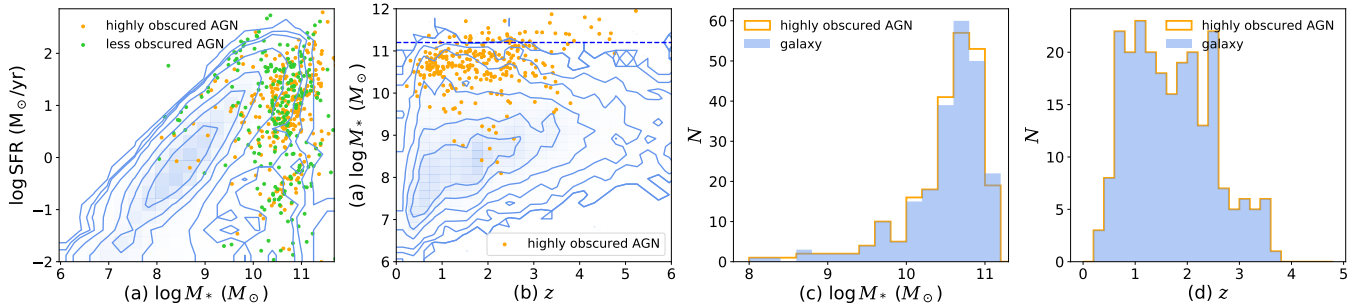 highly obscured AGN
less obscured AGN
log SFR (M⊙/yr)
2
1
0
−1
−2
6 7 8 9 10 11
(a) log M* (M⊙)
(a) log M* (M⊙)
12
11
10
9
8
7
6
highly obscured AGN
0 1 2 3 4 5 6
(b) z
N
60
50
40
30
20
10
0
highly obscured AGN
galaxy
8 9 10 11
(c) log M* (M⊙)
N
20
15
10
5
0
highly obscured AGN
galaxy
0 1 2 3 4 5
(d) z